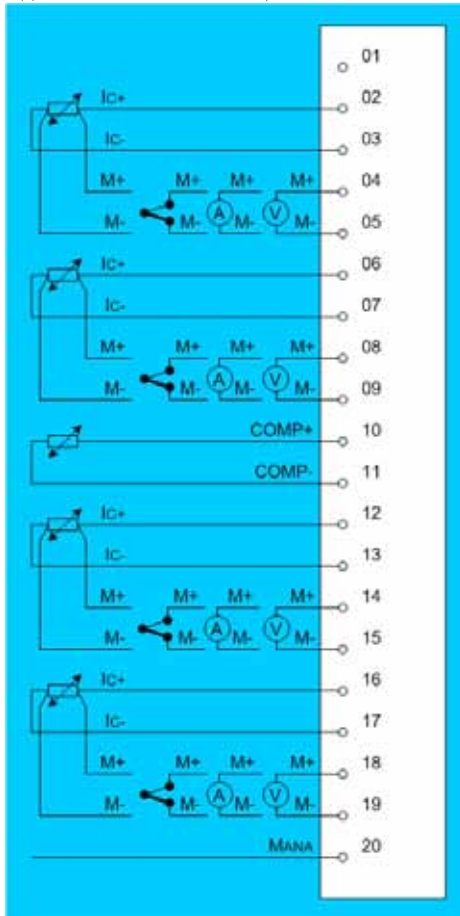 01
Ic+ 02
Ic- 03
M+ M+ M+ M+ 04
M- M- M- M- 05
A V
Ic+ 06
Ic- 07
M+ M+ M+ M+ 08
M- M- M- M- 09
A V
COMP+ 10
COMP- 11
Ic+ 12
Ic- 13
M+ M+ M+ M+ 14
M- M- M- M- 15
A V
Ic+ 16
Ic- 17
M+ M+ M+ M+ 18
M- M- M- M- 19
A V
MANA 20